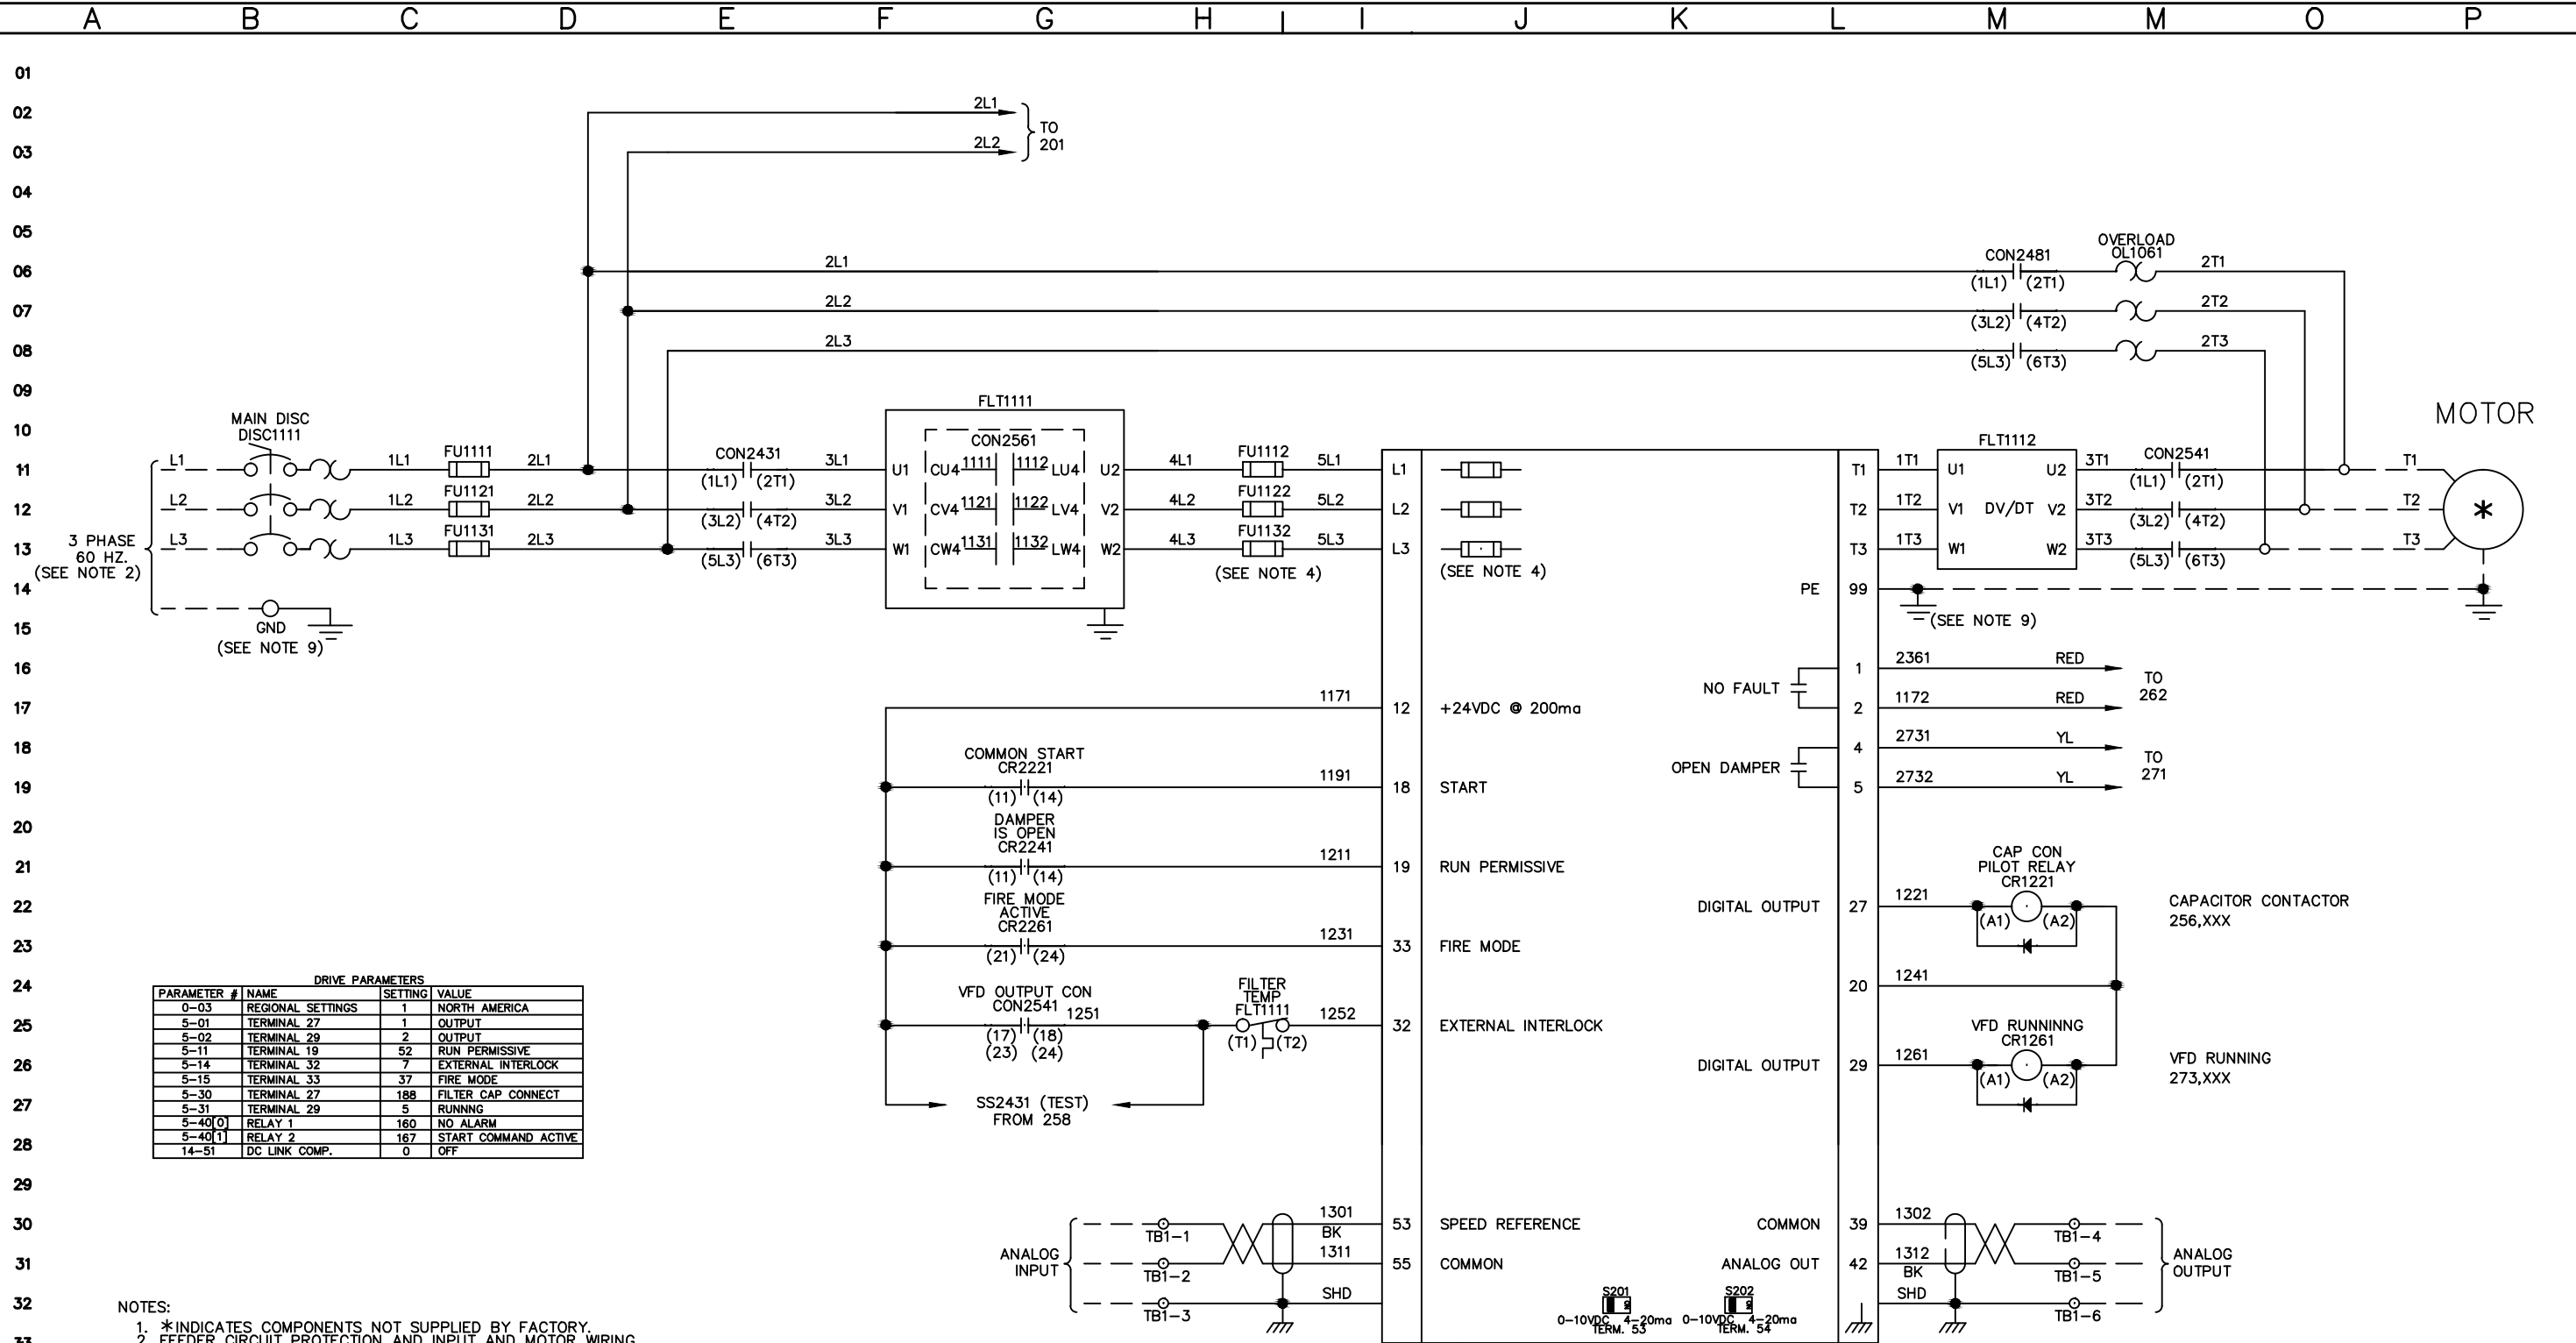 A B C D E F G H I J K L M M O P
01
02 2L1
TO
03 2L2 201
04
05
OVERLOAD
06 2L1 CON2481 OL1061 2T1
(1L1) (2T1)
07 2L2 2T2
(3L2) (4T2)
08 2L3 2T3
(5L3) (6T3)
09
FLT1111
MAIN DISC MOTOR
10 DISC1111 CON2561 FLT1112
11 L1 1L1 FU1111 2L1 CON2431 3L1 U1 CU4 1111 1112 LU4 U2 4L1 FU1112 5L1 L1 T1 1T1 U1 U2 3T1 CON2541 T1
(1L1) (2T1) (1L1) (2T1)
12 L2 1L2 FU1121 2L2 3L2 V1 CV4 1121 1122 LV4 V2 4L2 FU1122 5L2 L2 T2 1T2 V1 DV/DT V2 3T2 T2 *
(3L2) (4T2) (3L2) (4T2)
13 L3 1L3 FU1131 2L3 3L3 W1 CW4 1131 1132 LW4 W2 4L3 FU1132 5L3 L3 T3 1T3 W1 W2 3T3 T3
3 PHASE
60 HZ.
(SEE NOTE 2)
(5L3) (6T3) (SEE NOTE 4) (SEE NOTE 4) (5L3) (6T3)
14 PE 99
15 GND (SEE NOTE 9)
(SEE NOTE 9)
16 1 2361 RED
NO FAULT TO
262
17 1171 12 +24VDC @ 200ma 2 1172 RED
18 4 2731 YL
COMMON START
CR2221 OPEN DAMPER TO
271
19 1191 18 START 5 2732 YL
(11) (14)
20 DAMPER
IS OPEN
CR2241
21 1211 19 RUN PERMISSIVE
(11) (14)
CAP CON
PILOT RELAY
CR1221
FIRE MODE
ACTIVE
CR2261
22 DIGITAL OUTPUT 27 1221 CAPACITOR CONTACTOR
(A1) (A2) 256,XXX
23 1231 33 FIRE MODE
(21) (24)
24 20 1241
VFD OUTPUT CON
CON2541
FILTER
TEMP
FLT1111
25 1251 1252 32 EXTERNAL INTERLOCK
(17) (18)
(23) (24)
(T1) (T2)
VFD RUNNINNG
CR1261
26 DIGITAL OUTPUT 29 1261 VFD RUNNING
(A1) (A2) 273,XXX
27 SS2431 (TEST)
FROM 258
28
29
DRIVE PARAMETERS
PARAMETER # NAME SETTING VALUE
0-03 REGIONAL SETTINGS 1 NORTH AMERICA
5-01 TERMINAL 27 1 OUTPUT
5-02 TERMINAL 29 2 OUTPUT
5-11 TERMINAL 19 52 RUN PERMISSIVE
5-14 TERMINAL 32 7 EXTERNAL INTERLOCK
5-15 TERMINAL 33 37 FIRE MODE
5-30 TERMINAL 27 188 FILTER CAP CONNECT
5-31 TERMINAL 29 5 RUNNNG
5-40[0] RELAY 1 160 NO ALARM
5-40[1] RELAY 2 167 START COMMAND ACTIVE
14-51 DC LINK COMP. 0 OFF
30 TB1-1 1301 53 SPEED REFERENCE COMMON 39 1302 TB1-4
BK
ANALOG
INPUT
31 TB1-2 1311 55 COMMON ANALOG OUT 42 1312 TB1-5
BK
ANALOG
OUTPUT
32 TB1-3 SHD SHD TB1-6
S201 S202
0-10VDC 4-20ma 0-10VDC 4-20ma
TERM. 53 TERM. 54
NOTES:
1. *INDICATES COMPONENTS NOT SUPPLIED BY FACTORY.
33 2. FEEDER CIRCUIT PROTECTION AND INPUT AND MOTOR WIRING